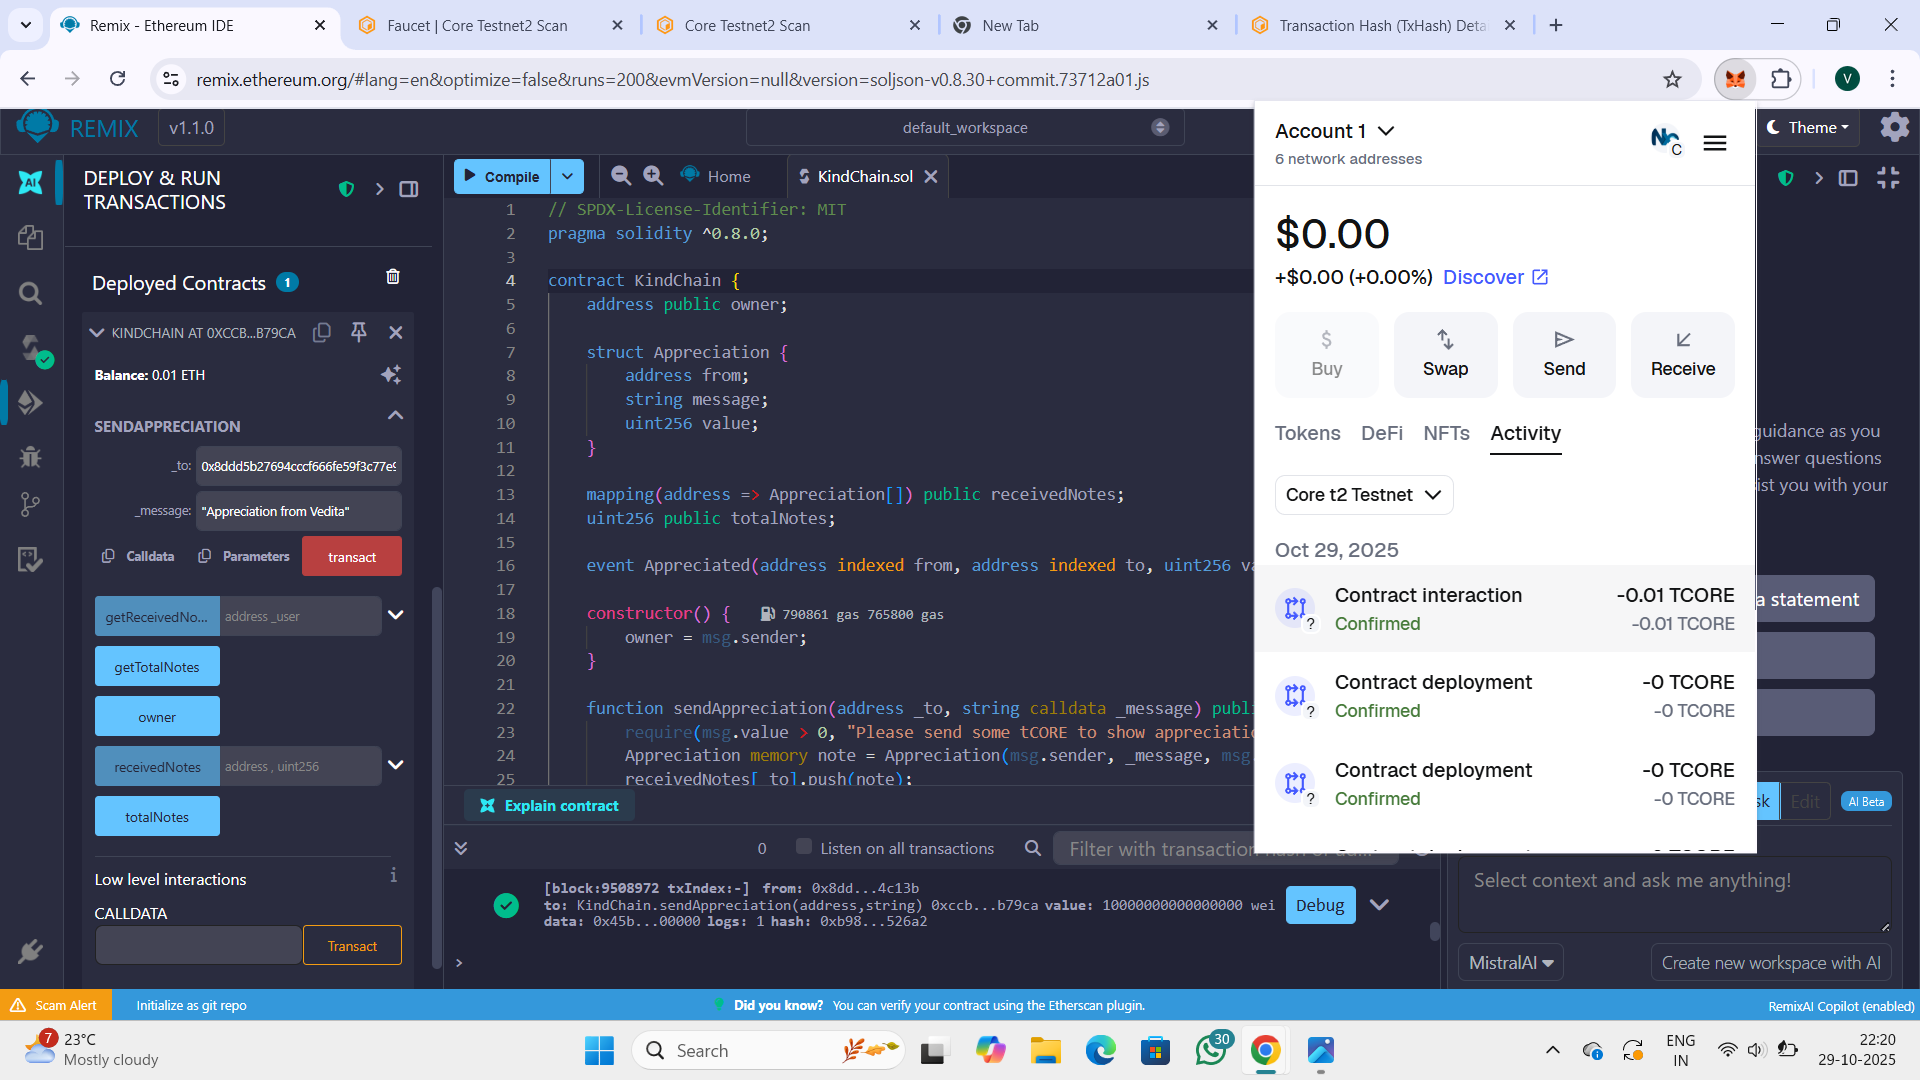 Remix - Ethereum IDE
Faucet | Core Testnet2 Scan
Core Testnet2 Scan
New Tab
Transaction Hash (TxHash) Deta
remix.ethereum.org/#lang=en&optimize=false&runs=200&evmVersion=null&version=soljson-v0.8.30+commit.73712a01.js
V
REMIX
v1.1.0
default_workspace
Theme
DEPLOY & RUN
TRANSACTIONS
Deployed Contracts 1
KINDCHAIN AT 0XCCB...B79CA
Balance: 0.01 ETH
SENDAPPRECIATION
_to: 0x8ddd5b27694cccf666fe59f3c77e9
_message: "Appreciation from Vedita"
Calldata
Parameters
transact
getReceivedNo...
address _user
getTotalNotes
owner
receivedNotes
address , uint256
totalNotes
Low level interactions
i
CALLDATA
Transact
Compile
Home
KindChain.sol
1 // SPDX-License-Identifier: MIT
2 pragma solidity ^0.8.0;
3
4 contract KindChain {
5 address public owner;
6
7 struct Appreciation {
8 address from;
9 string message;
10 uint256 value;
11 }
12
13 mapping(address => Appreciation[]) public receivedNotes;
14 uint256 public totalNotes;
15
16 event Appreciated(address indexed from, address indexed to, uint256 va
17
18 constructor() { 790861 gas 765800 gas
19 owner = msg.sender;
20 }
21
22 function sendAppreciation(address _to, string calldata _message) publi
23 require(msg.value > 0, "Please send some tCORE to show appreciatio
24 Appreciation memory note = Appreciation(msg.sender, _message, msg
25 receivedNotes[_to].push(note);
Explain contract
0
Listen on all transactions
Filter with transaction hash or ad...
[block:9508972 txIndex:-] from: 0x8dd...4c13b
to: KindChain.sendAppreciation(address,string) 0xccb...b79ca value: 10000000000000000 wei
data: 0x45b...00000 logs: 1 hash: 0xb98...526a2
Debug
>
Account 1
6 network addresses
C
$0.00
+$0.00 (+0.00%) Discover
$
Buy
Swap
Send
Receive
Tokens
DeFi
NFTs
Activity
Core t2 Testnet
Oct 29, 2025
Contract interaction
-0.01 TCORE
?
Confirmed
-0.01 TCORE
Contract deployment
-0 TCORE
?
Confirmed
-0 TCORE
Contract deployment
-0 TCORE
?
Confirmed
-0 TCORE
guidance as you
nswer questions
ist you with your
a statement
sk
Edit
AI Beta
Select context and ask me anything!
MistralAI
Create new workspace with AI
Scam Alert
Initialize as git repo
Did you know? You can verify your contract using the Etherscan plugin.
RemixAI Copilot (enabled)
7
23°C
Mostly cloudy
Search
30
ENG
IN
22:20
29-10-2025